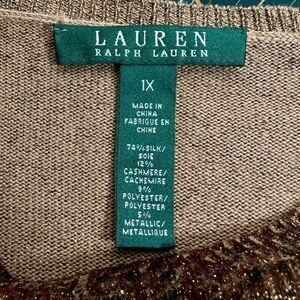 LAUREN
RALPH LAUREN
1X
MADE IN
CHINA
FABRIQUE EN
CHINE
74%SILK/
SOIE
12%
CASHMERE/
CACHEMIRE
9%
POLYESTER/
POLYESTER
5%
METALLIC/
METALLIQUE